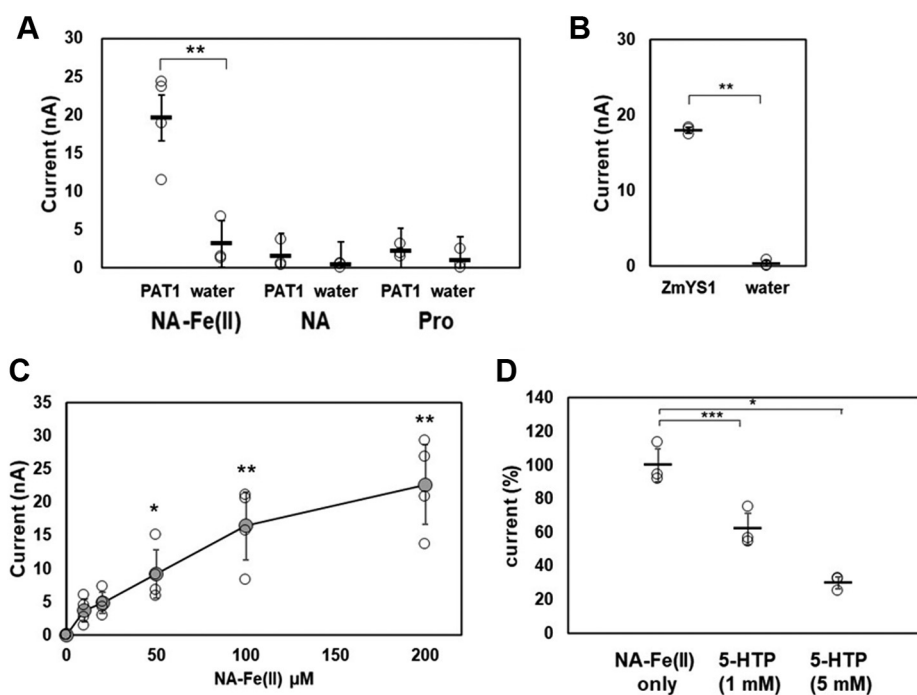 A
Current (nA)
30
25
20
15
10
5
0
**
PAT1 water PAT1 water PAT1 water
NA-Fe(II) NA Pro
B
Current (nA)
30
20
10
0
**
ZmYS1 water
C
Current (nA)
35
30
25
20
15
10
5
0
*
**
**
0 50 100 150 200
NA-Fe(II) μM
D
current (%)
140
120
100
80
60
40
20
0
*
***
NA-Fe(II) 5-HTP 5-HTP
only (1 mM) (5 mM)